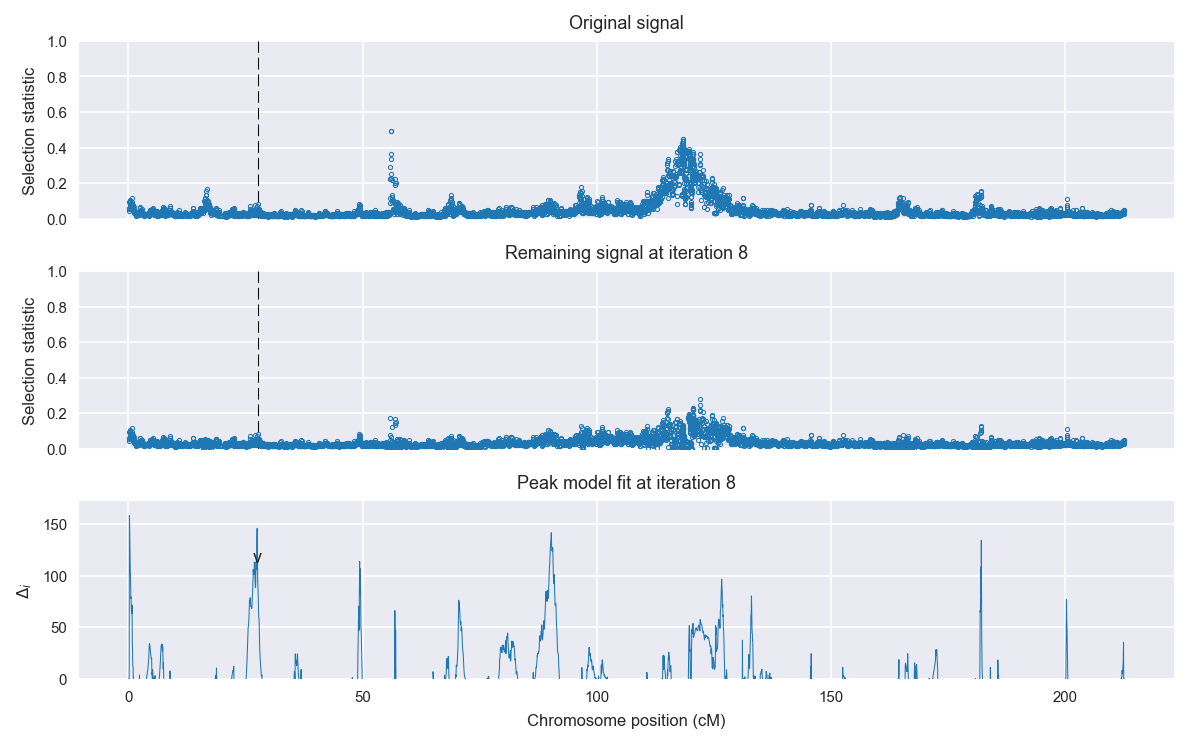 Original signal
Selection statistic
1.0
0.8
0.6
0.4
0.2
0.0
Remaining signal at iteration 8
Selection statistic
1.0
0.8
0.6
0.4
0.2
0.0
Peak model fit at iteration 8
Δi
150
100
50
0
v
0 50 100 150 200
Chromosome position (cM)